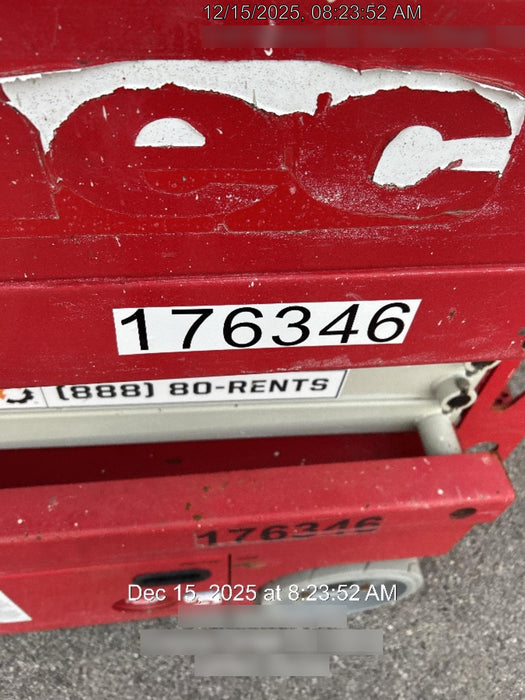 12/15/2025, 08:23:52 AM
ec
176346
(888) 80-RENTS
176346
Dec 15, 2025 at 8:23:52 AM